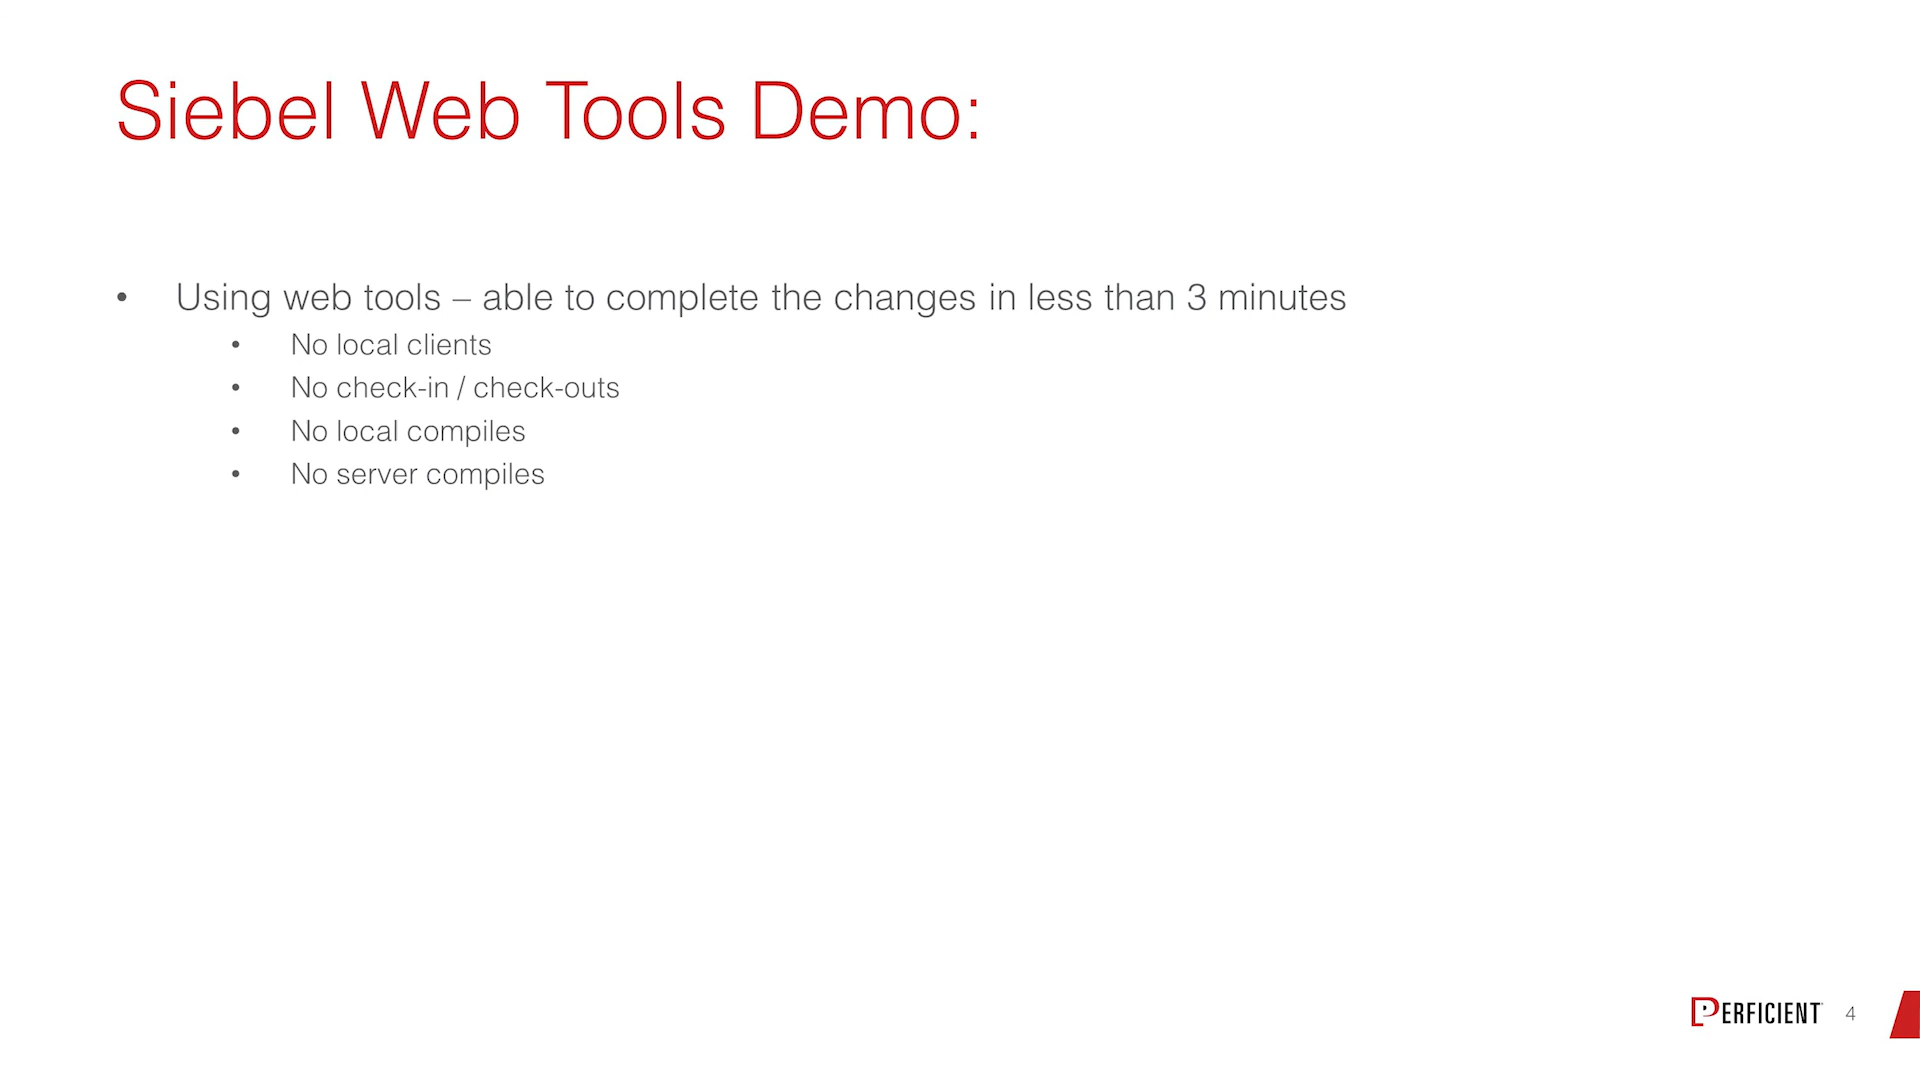 Siebel Web Tools Demo:
• Using web tools – able to complete the changes in less than 3 minutes
• No local clients
• No check-in / check-outs
• No local compiles
• No server compiles
PERFICIENT 4